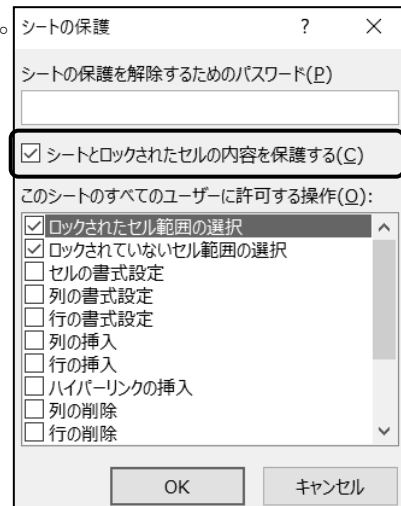 。
シートの保護 ? ×
シートの保護を解除するためのパスワード(P)
シートとロックされたセルの内容を保護する(C)
このシートのすべてのユーザーに許可する操作(O):
ロックされたセル範囲の選択
ロックされていないセル範囲の選択
セルの書式設定
列の書式設定
行の書式設定
列の挿入
行の挿入
ハイパーリンクの挿入
列の削除
行の削除
OK キャンセル